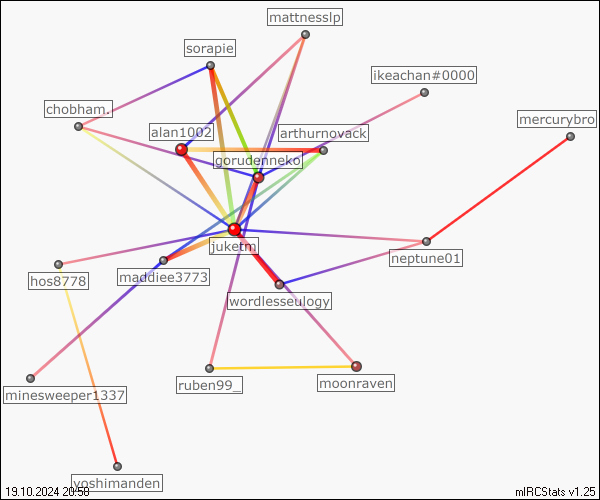 mattnesslp
sorapie
ikeachan#0000
chobham.
mercurybro
alan1002
arthurnovack
gorudenneko
juketm
neptune01
maddiee3773
hos8778
wordlesseulogy
ruben99_
moonraven
minesweeper1337
yoshimanden
19.10.2024 20:58
mIRCStats v1.25